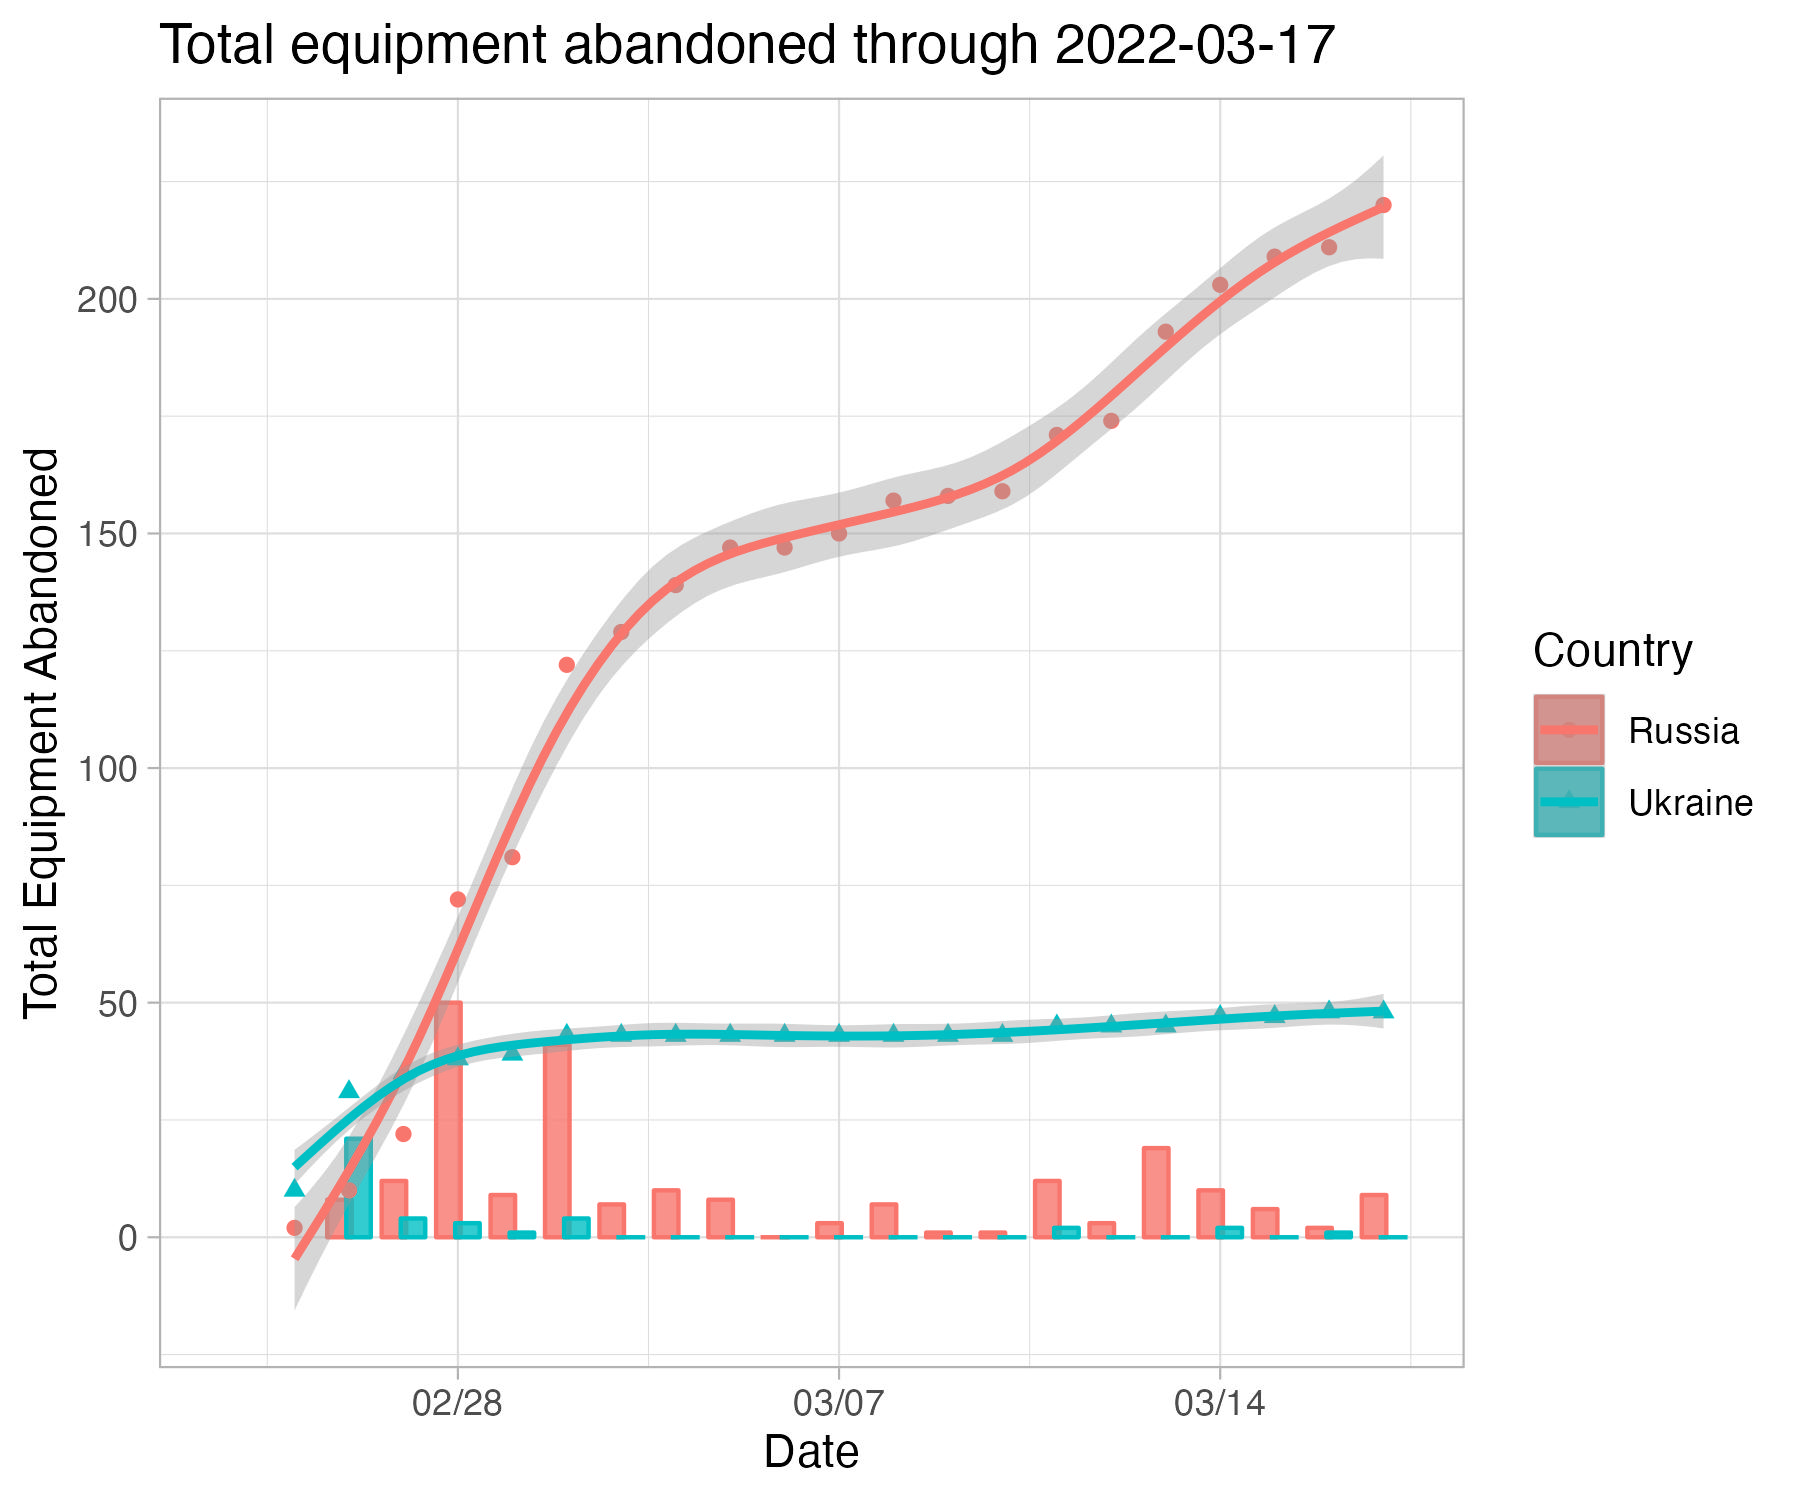 Total equipment abandoned through 2022-03-17
Total Equipment Abandoned
200
150
100
50
0
02/28
03/07
03/14
Date
Country
Russia
Ukraine